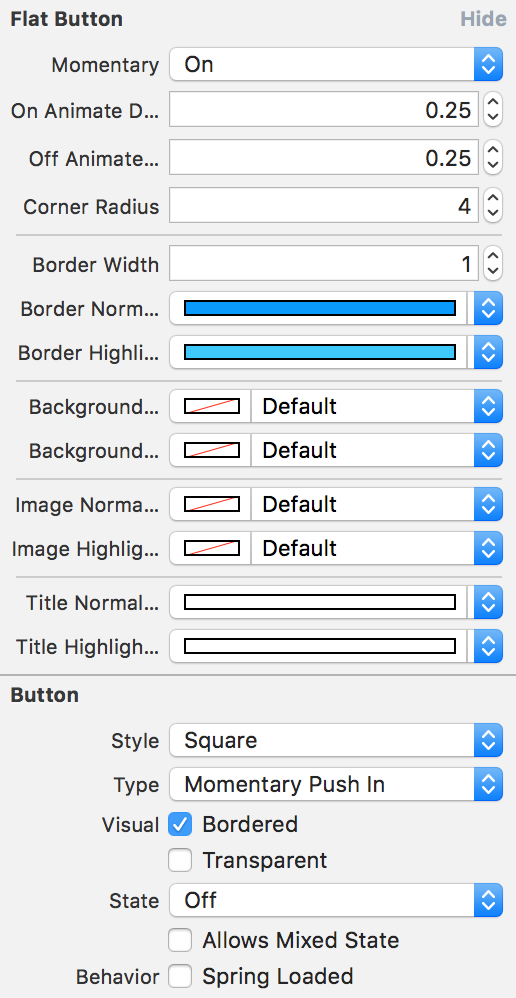 Flat Button Hide
Momentary On
On Animate D... 0.25
Off Animate... 0.25
Corner Radius 4
Border Width 1
Border Norm...
Border Highli...
Background... Default
Background... Default
Image Norma... Default
Image Highlig... Default
Title Normal...
Title Highligh...
Button
Style Square
Type Momentary Push In
Visual Bordered
Transparent
State Off
Allows Mixed State
Behavior Spring Loaded